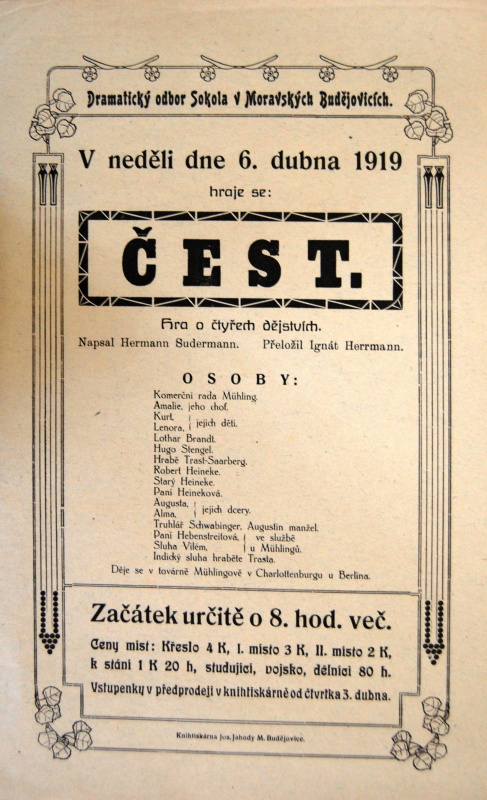 Dramatický odbor Sokola v Moravských Budějovicích.
V neděli dne 6. dubna 1919
hraje se:
ČEST.
Hra o čtyřech dějstvích.
Napsal Hermann Sudermann. Přeložil Ignát Herrmann.
OSOBY:
Komerční rada Mühling.
Amalie, jeho choť.
Kurt,
Lenora, jejich děti.
Lothar Brandt.
Hugo Stengel.
Hrabě Trast-Saarberg.
Robert Heineke.
Starý Heineke.
Paní Heineková.
Augusta,
Alma, jejich dcery.
Truhlář Schwabinger, Augustin manžel.
Paní Hebenstreitová, ve službě
Sluha Vilém, u Mühlingů.
Indický sluha hraběte Trasta.
Děje se v továrně Mühlingově v Charlottenburgu u Berlina.
Začátek určitě o 8. hod. več.
Ceny míst: Křeslo 4 K, I. místo 3 K, II. místo 2 K,
k stání 1 K 20 h, studující, vojsko, dělníci 80 h.
Vstupenky v předprodeji v knihtiskárně od čtvrtka 3. dubna.
Knihtiskárna Jos. Jahody M. Budějovice.